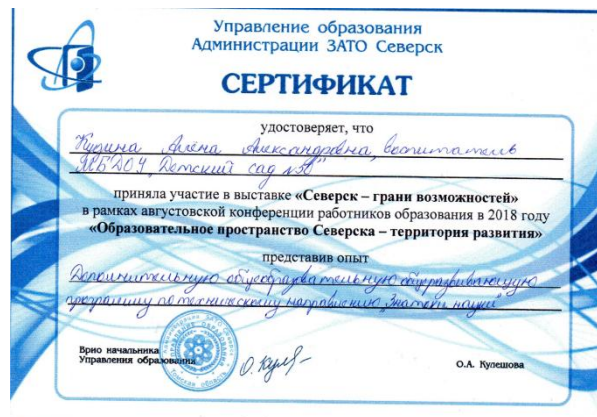 Управление образования
Администрации ЗАТО Северск
СЕРТИФИКАТ
удостоверяет, что
Кудина Алёна Александровна, воспитатель
МБДОУ „Детский сад №50"
приняла участие в выставке «Северск – грани возможностей»
в рамках августовской конференции работников образования в 2018 году
«Образовательное пространство Северска – территория развития»
представив опыт
Дополнительную общеобразовательную общеразвивающую
программу по техническому направлению „Знатоки науки"
Врио начальника
Управления образования
О.А. Кулешова